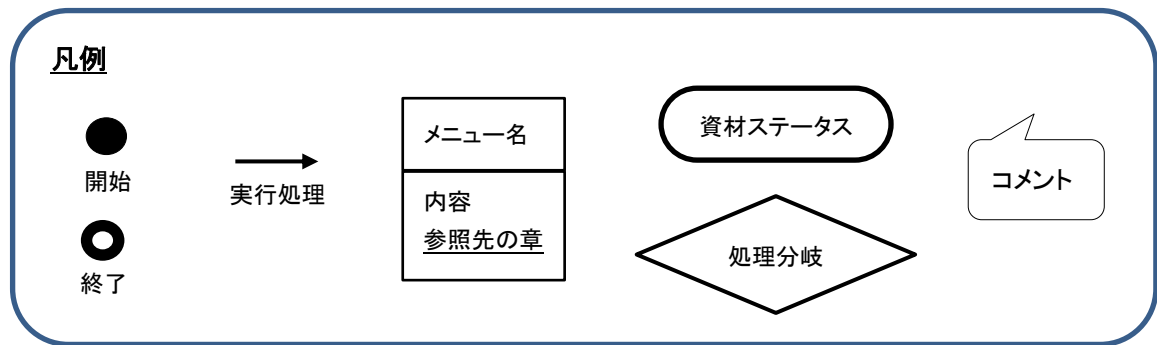 凡例
開始
終了
実行処理
メニュー名
内容
参照先の章
資材ステータス
処理分岐
コメント